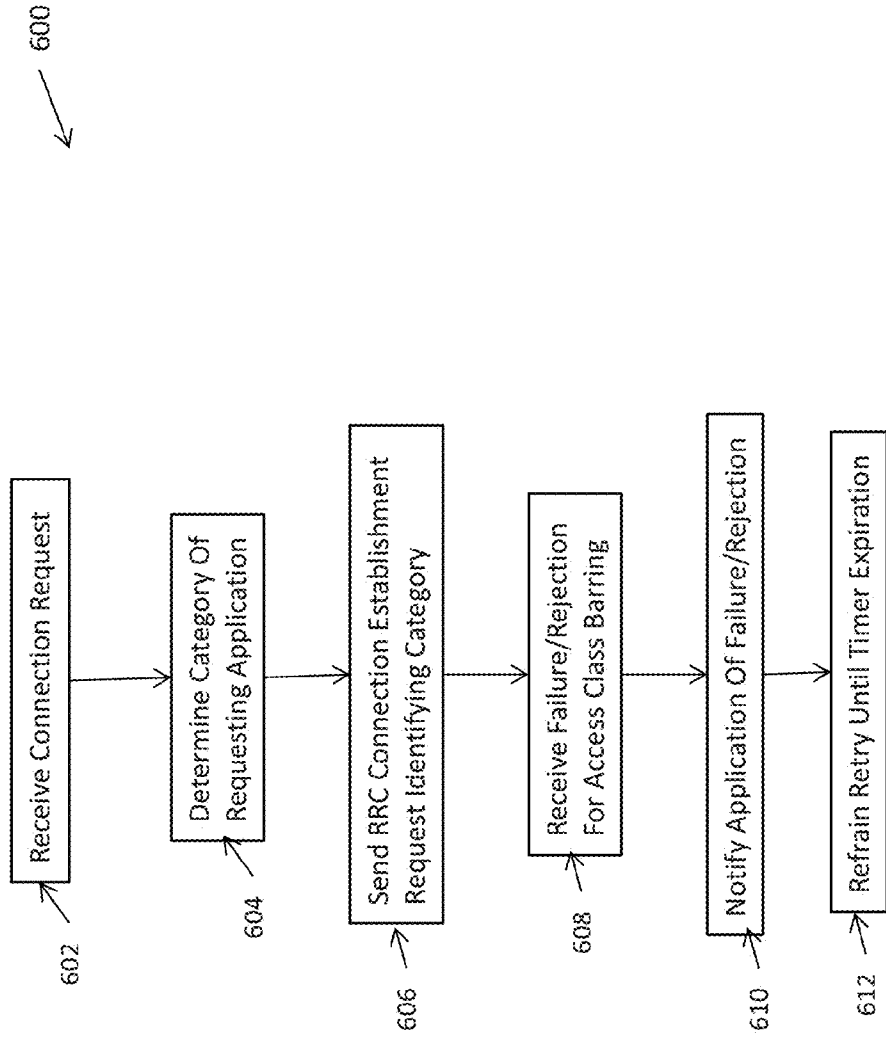 600
602
Receive Connection Request
604
Determine Category Of
Requesting Application
606
Send RRC Connection Establishment
Request Identifying Category
608
Receive Failure/Rejection
For Access Class Barring
610
Notify Application Of Failure/Rejection
612
Refrain Retry Until Timer Expiration